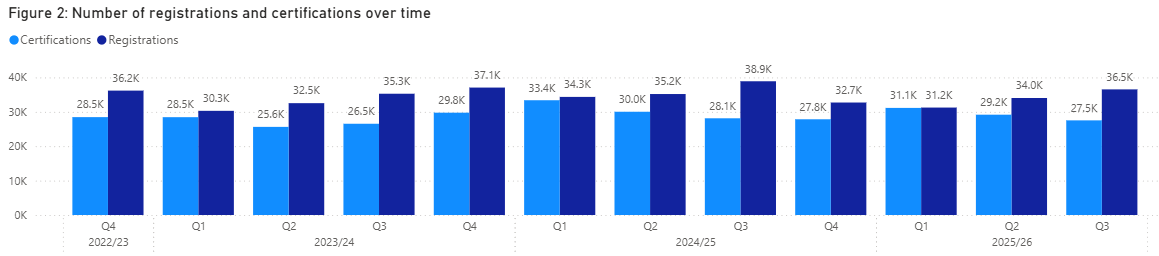 Figure 2: Number of registrations and certifications over time
Certifications Registrations
40K
30K
20K
10K
0K
28.5K 36.2K
28.5K 30.3K
25.6K 32.5K
26.5K 35.3K
29.8K 37.1K
33.4K 34.3K
30.0K 35.2K
28.1K 38.9K
27.8K 32.7K
31.1K 31.2K
29.2K 34.0K
27.5K 36.5K
Q4 Q1 Q2 Q3 Q4 Q1 Q2 Q3 Q4 Q1 Q2 Q3
2022/23 2023/24 2024/25 2025/26